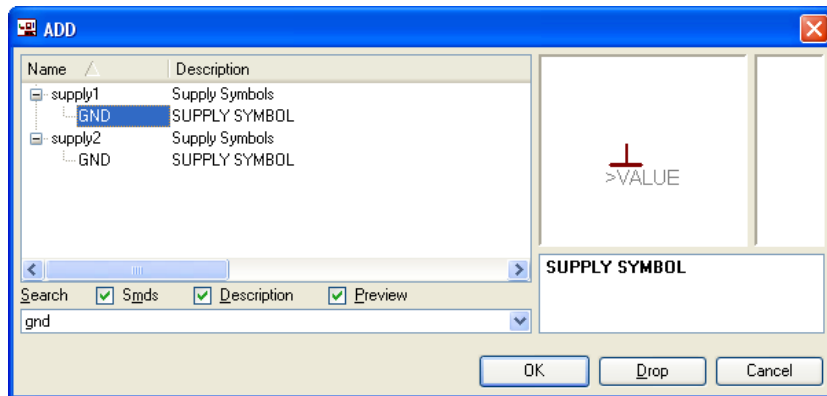 ADD
Name Description
supply1 Supply Symbols
GND SUPPLY SYMBOL
supply2 Supply Symbols
GND SUPPLY SYMBOL
>VALUE
SUPPLY SYMBOL
Search Smds Description Preview
gnd
OK Drop Cancel